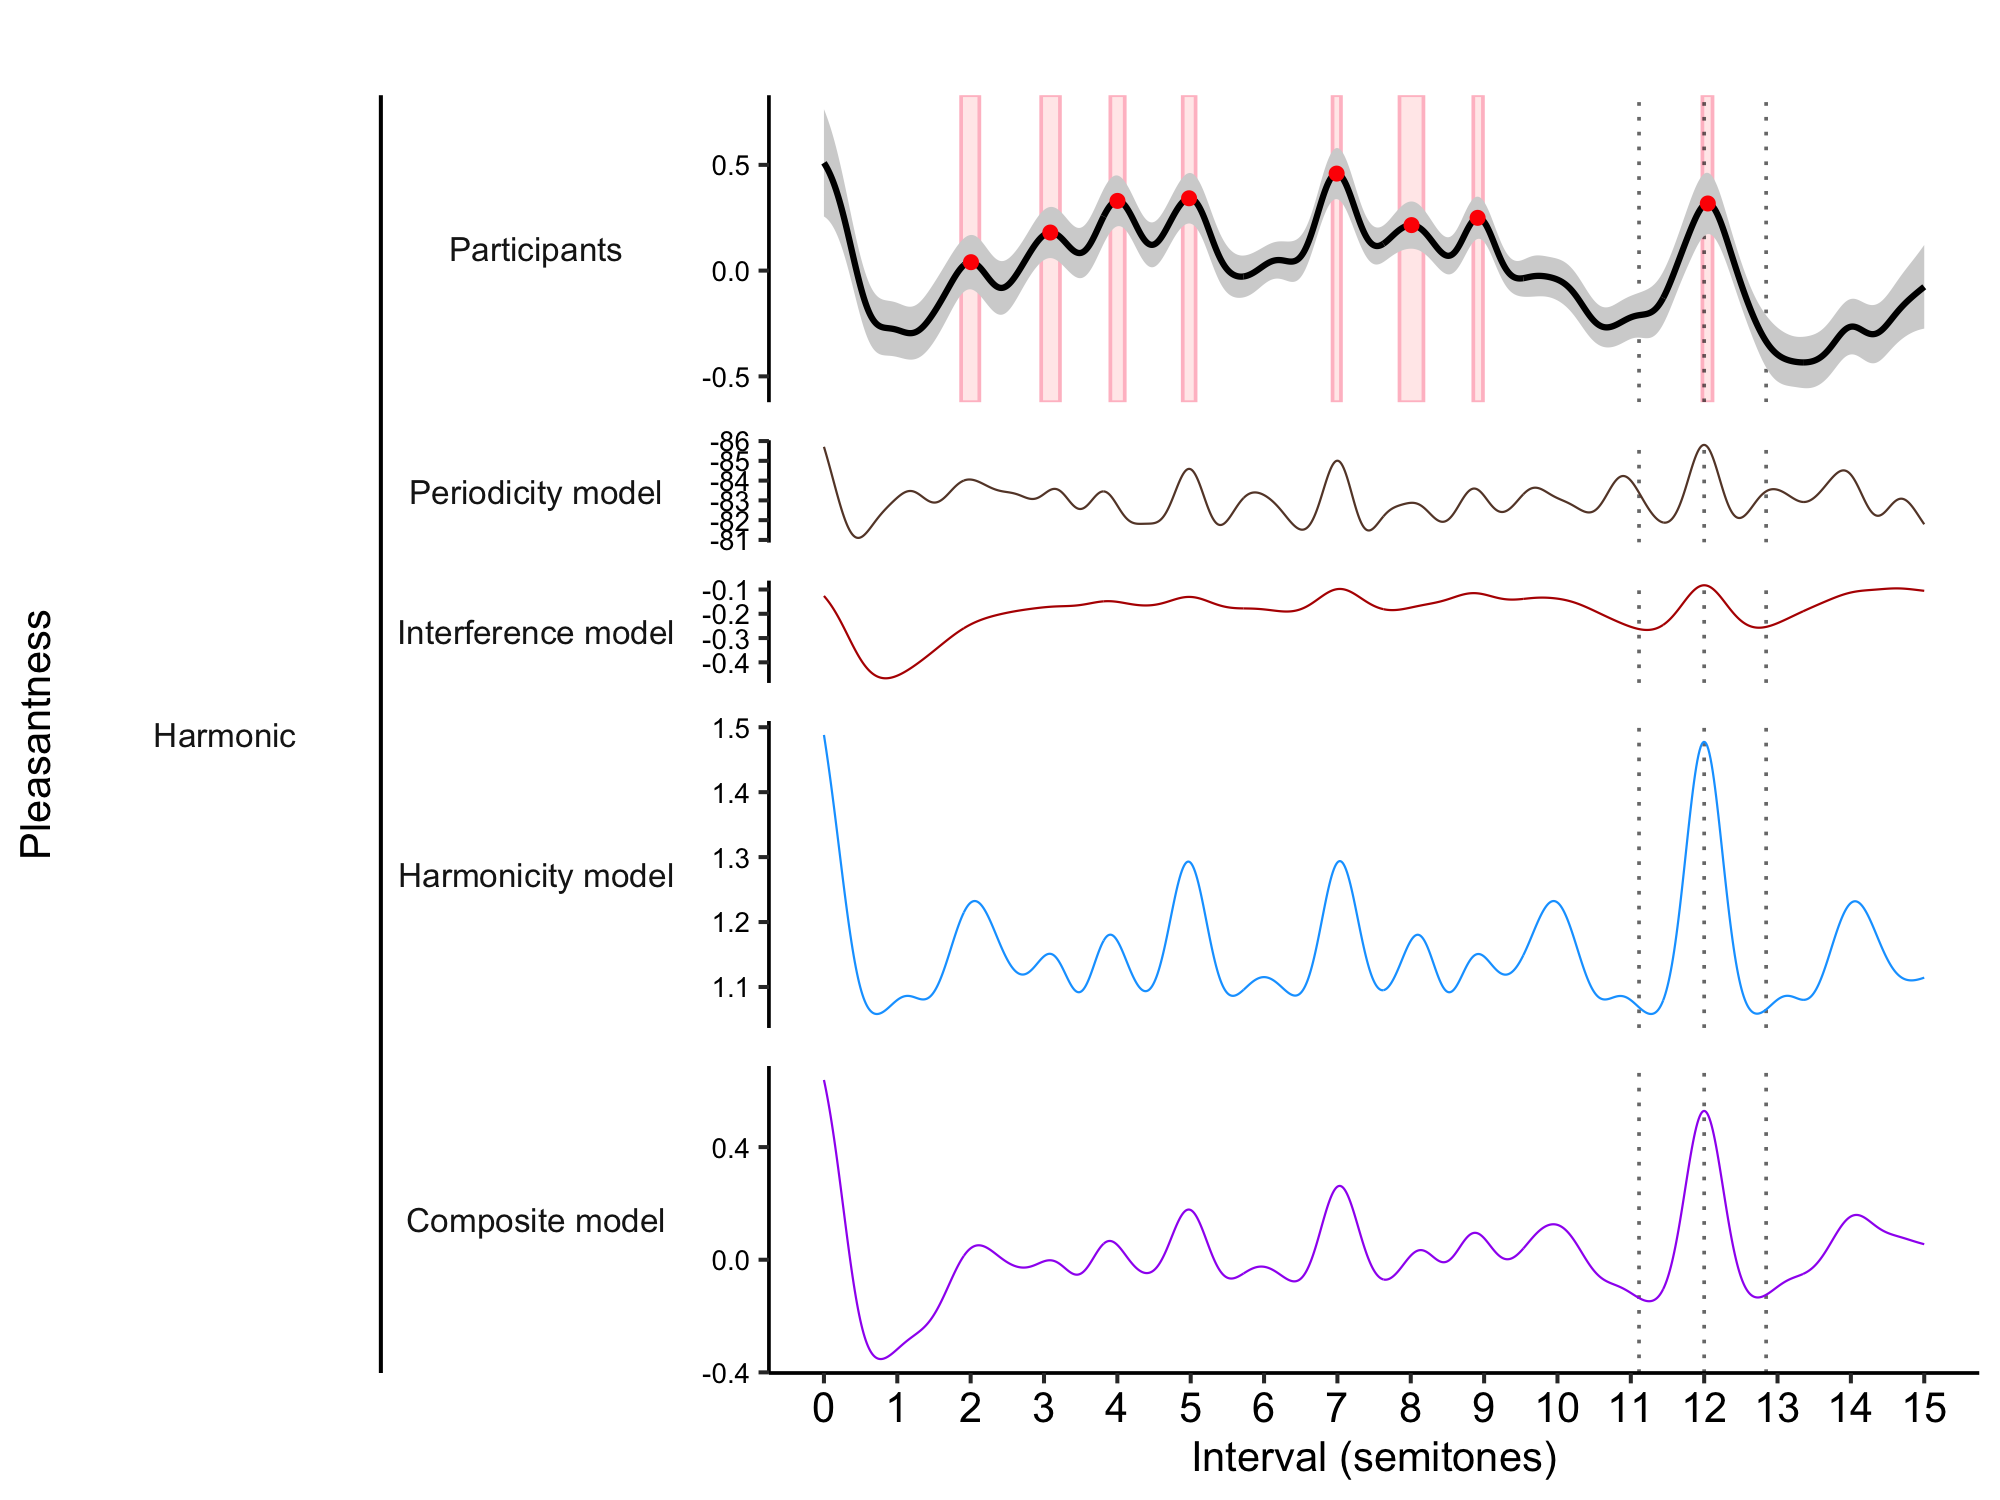 Pleasantness
Harmonic
Participants
0.5
0.0
-0.5
Periodicity model
-86
-85
-84
-83
-82
-81
Interference model
-0.1
-0.2
-0.3
-0.4
Harmonicity model
1.5
1.4
1.3
1.2
1.1
Composite model
0.4
0.0
-0.4
0 1 2 3 4 5 6 7 8 9 10 11 12 13 14 15
Interval (semitones)